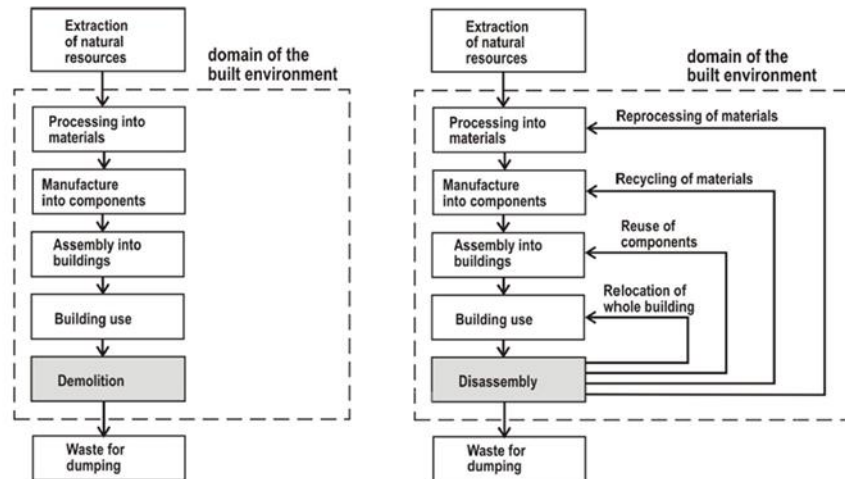 Extraction
of natural
resources
domain of the
built environment
Processing into
materials
Manufacture
into components
Assembly into
buildings
Building use
Demolition
Waste for
dumping
Extraction
of natural
resources
domain of the
built environment
Processing into
materials
Reprocessing of materials
Manufacture
into components
Recycling of materials
Assembly into
buildings
Reuse of
components
Building use
Relocation of
whole building
Disassembly
Waste for
dumping